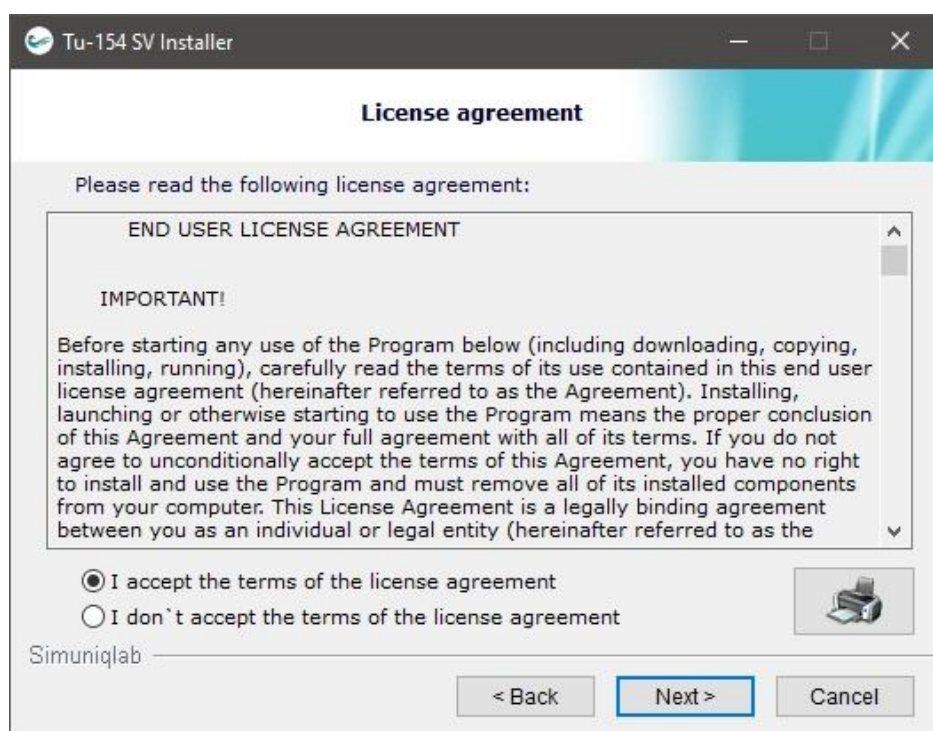 Tu-154 SV Installer
License agreement
Please read the following license agreement:
END USER LICENSE AGREEMENT
IMPORTANT!
Before starting any use of the Program below (including downloading, copying,
installing, running), carefully read the terms of its use contained in this end user
license agreement (hereinafter referred to as the Agreement). Installing,
launching or otherwise starting to use the Program means the proper conclusion
of this Agreement and your full agreement with all of its terms. If you do not
agree to unconditionally accept the terms of this Agreement, you have no right
to install and use the Program and must remove all of its installed components
from your computer. This License Agreement is a legally binding agreement
between you as an individual or legal entity (hereinafter referred to as the
I accept the terms of the license agreement
I don`t accept the terms of the license agreement
Simuniqlab
< Back Next > Cancel